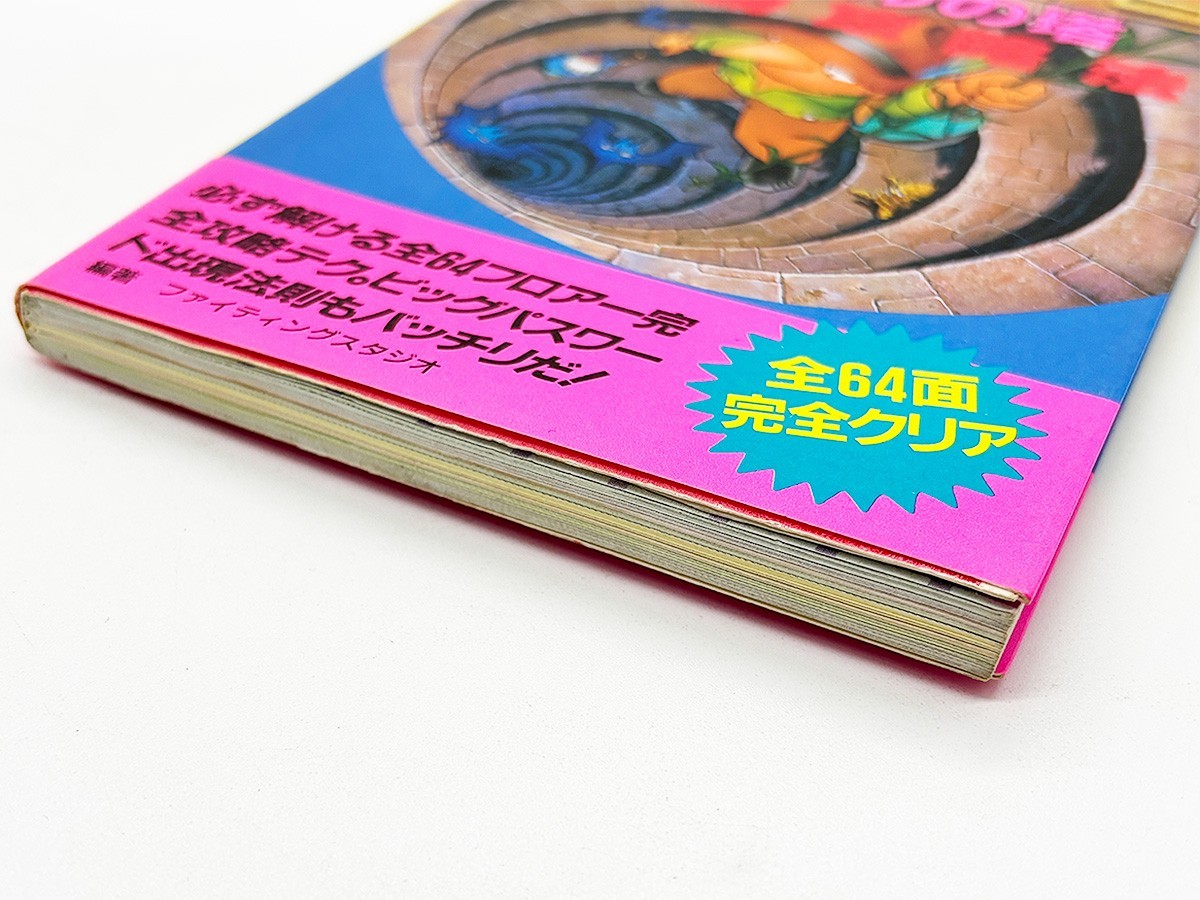 の塔
必ず解ける全64フロアー完
全攻略テク。ビッグパスワー
ド出現法則もバッチリだ!
編著 ファイティングスタジオ
全64面
完全クリア